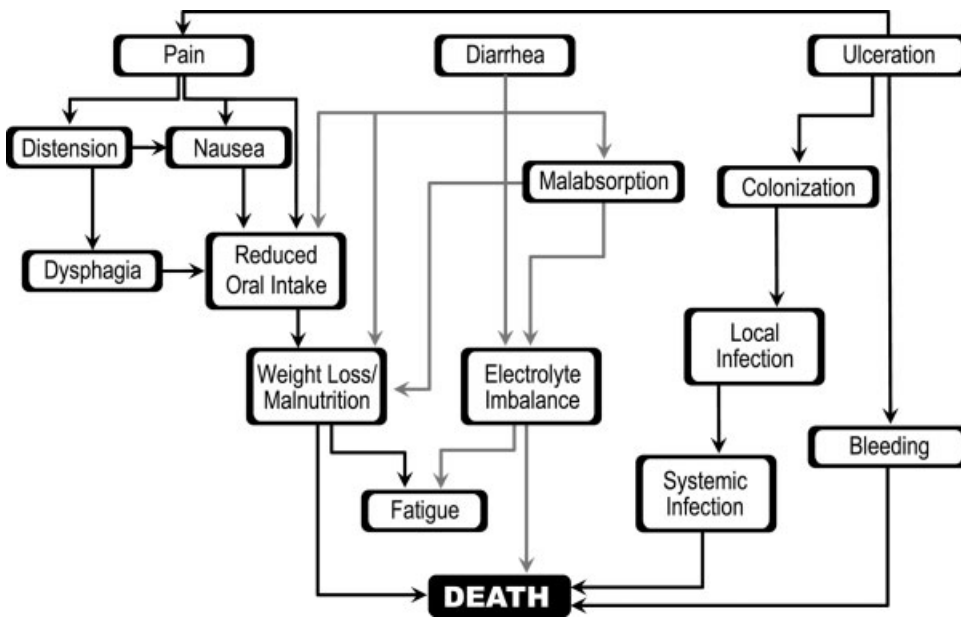 Pain
Diarrhea
Ulceration
Distension
Nausea
Malabsorption
Colonization
Dysphagia
Reduced
Oral Intake
Local
Infection
Weight Loss/
Malnutrition
Electrolyte
Imbalance
Bleeding
Systemic
Infection
Fatigue
DEATH